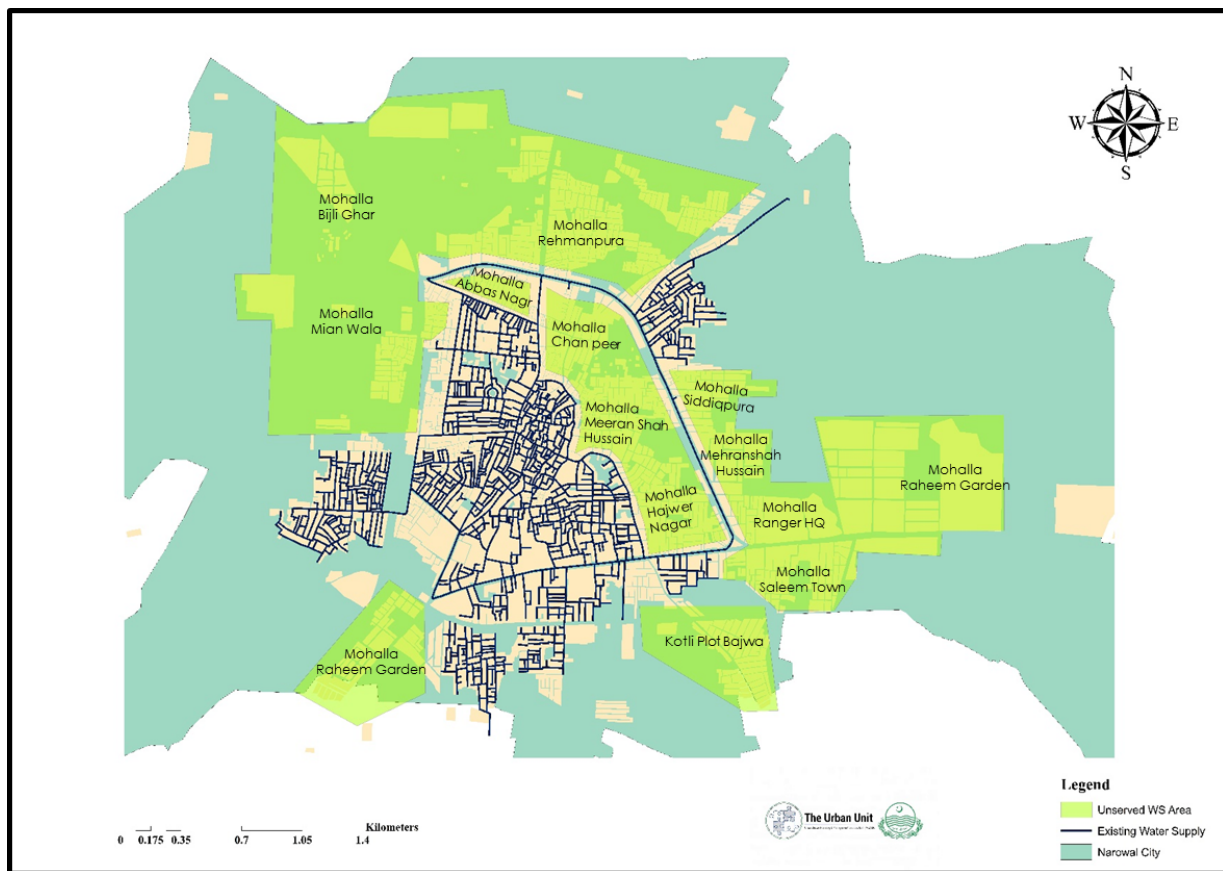 N
W
E
S
Mohalla
Bijli Ghar
Mohalla
Rehmanpura
Mohalla
Abbas Nagr
Mohalla
Mian Wala
Mohalla
Chan peer
Mohalla
Siddiqpura
Mohalla
Meeran Shah
Hussain
Mohalla
Mehranshah
Hussain
Mohalla
Raheem Garden
Mohalla
Hajwer
Nagar
Mohalla
Ranger HQ
Mohalla
Saleem Town
Kotli Plot Bajwa
Mohalla
Raheem Garden
Legend
Unserved WS Area
Existing Water Supply
Narowal City
Kilometers
0 0.175 0.35 0.7 1.05 1.4
The Urban Unit